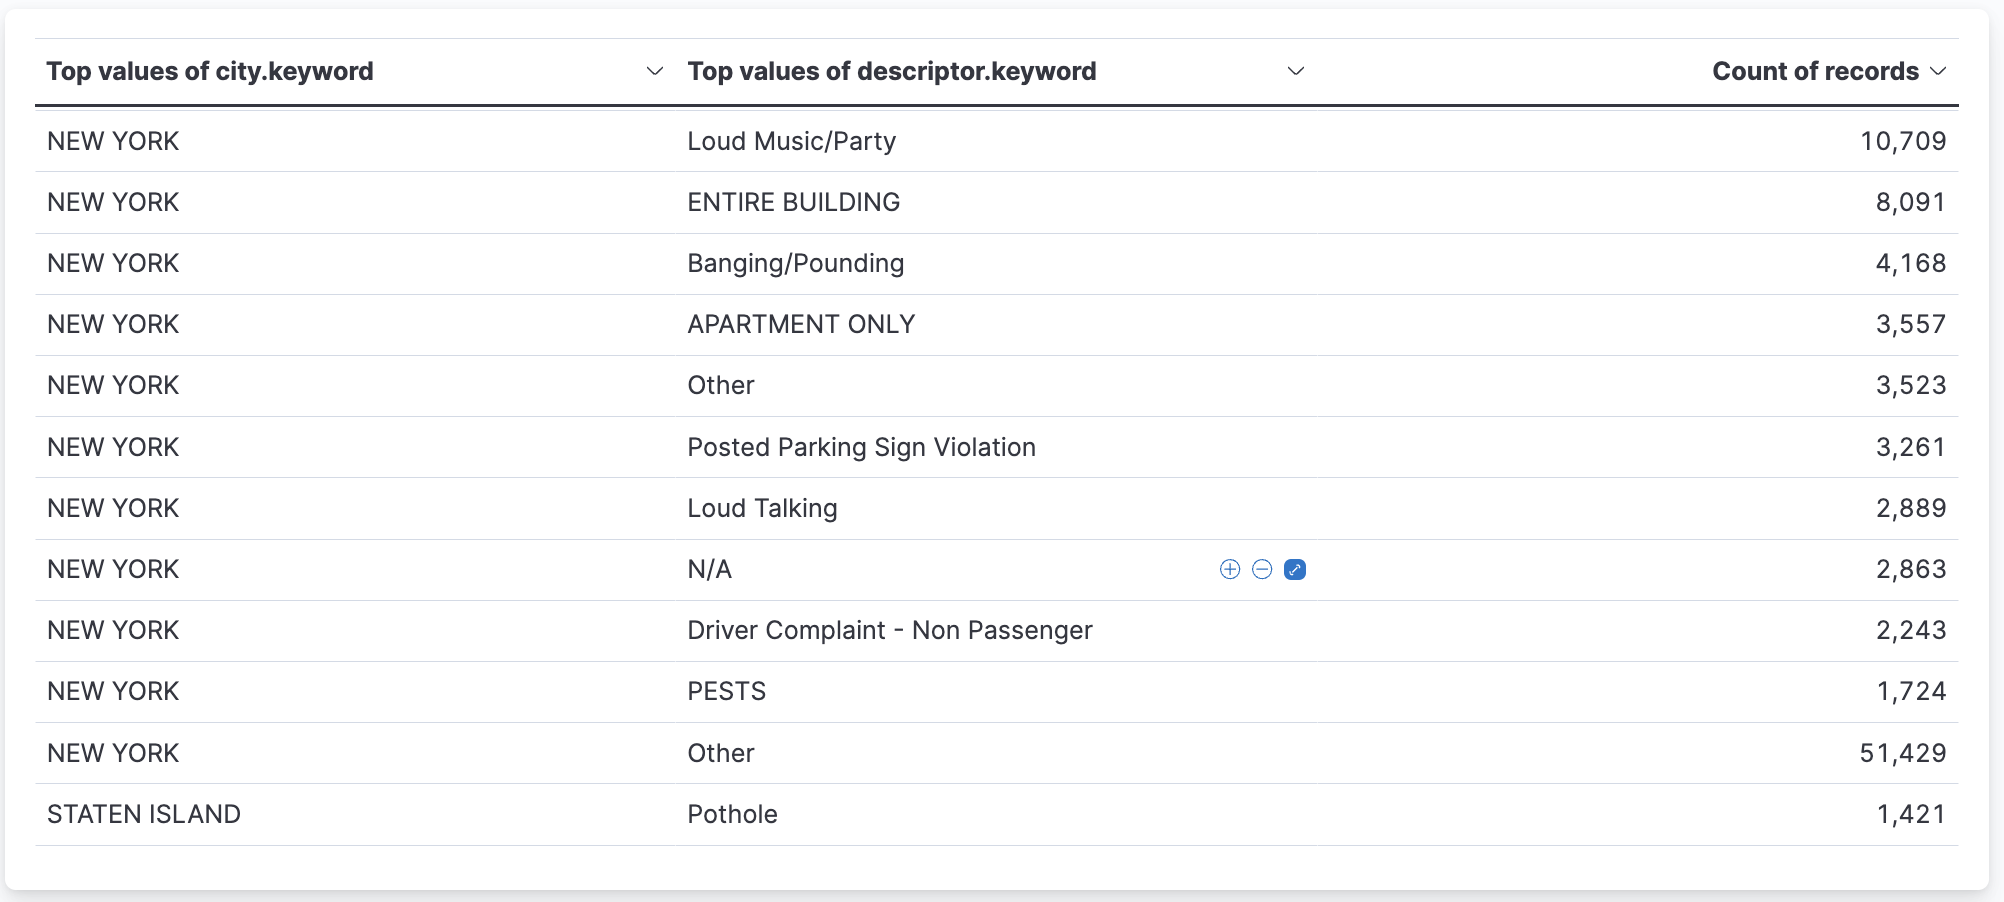 Top values of city.keyword Top values of descriptor.keyword Count of records
NEW YORK Loud Music/Party 10,709
NEW YORK ENTIRE BUILDING 8,091
NEW YORK Banging/Pounding 4,168
NEW YORK APARTMENT ONLY 3,557
NEW YORK Other 3,523
NEW YORK Posted Parking Sign Violation 3,261
NEW YORK Loud Talking 2,889
NEW YORK N/A 2,863
NEW YORK Driver Complaint - Non Passenger 2,243
NEW YORK PESTS 1,724
NEW YORK Other 51,429
STATEN ISLAND Pothole 1,421